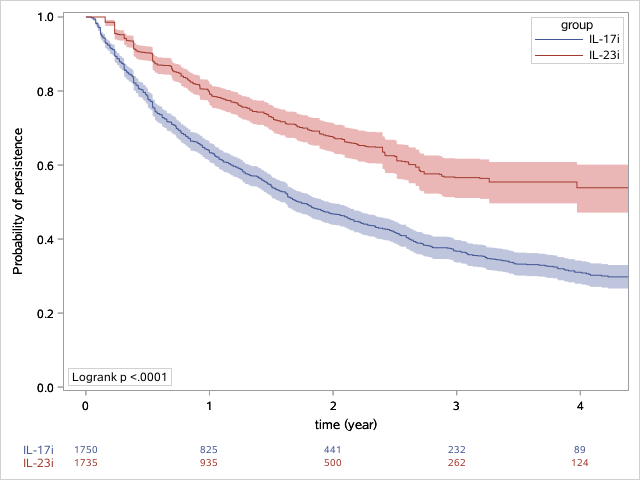 group
IL-17i
IL-23i
1.0
0.8
0.6
0.4
0.2
0.0
Probability of persistence
Logrank p <.0001
0 1 2 3 4
time (year)
IL-17i 1750 825 441 232 89
IL-23i 1735 935 500 262 124